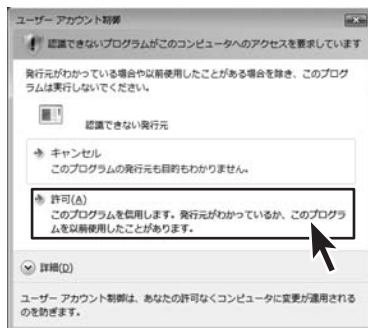 ユーザー アカウント制御
認識できないプログラムがこのコンピュータへのアクセスを要求しています
発行元がわかっている場合や以前使用したことがある場合を除き、このプログ
ラムは実行しないでください。
認識できない発行元
キャンセル
このプログラムの発行元も目的もわかりません。
許可(A)
このプログラムを信用します。発行元がわかっているか、このプログラ
ムを以前使用したことがあります。
詳細(D)
ユーザー アカウント制御は、あなたの許可なくコンピュータに変更が適用される
のを防ぎます。